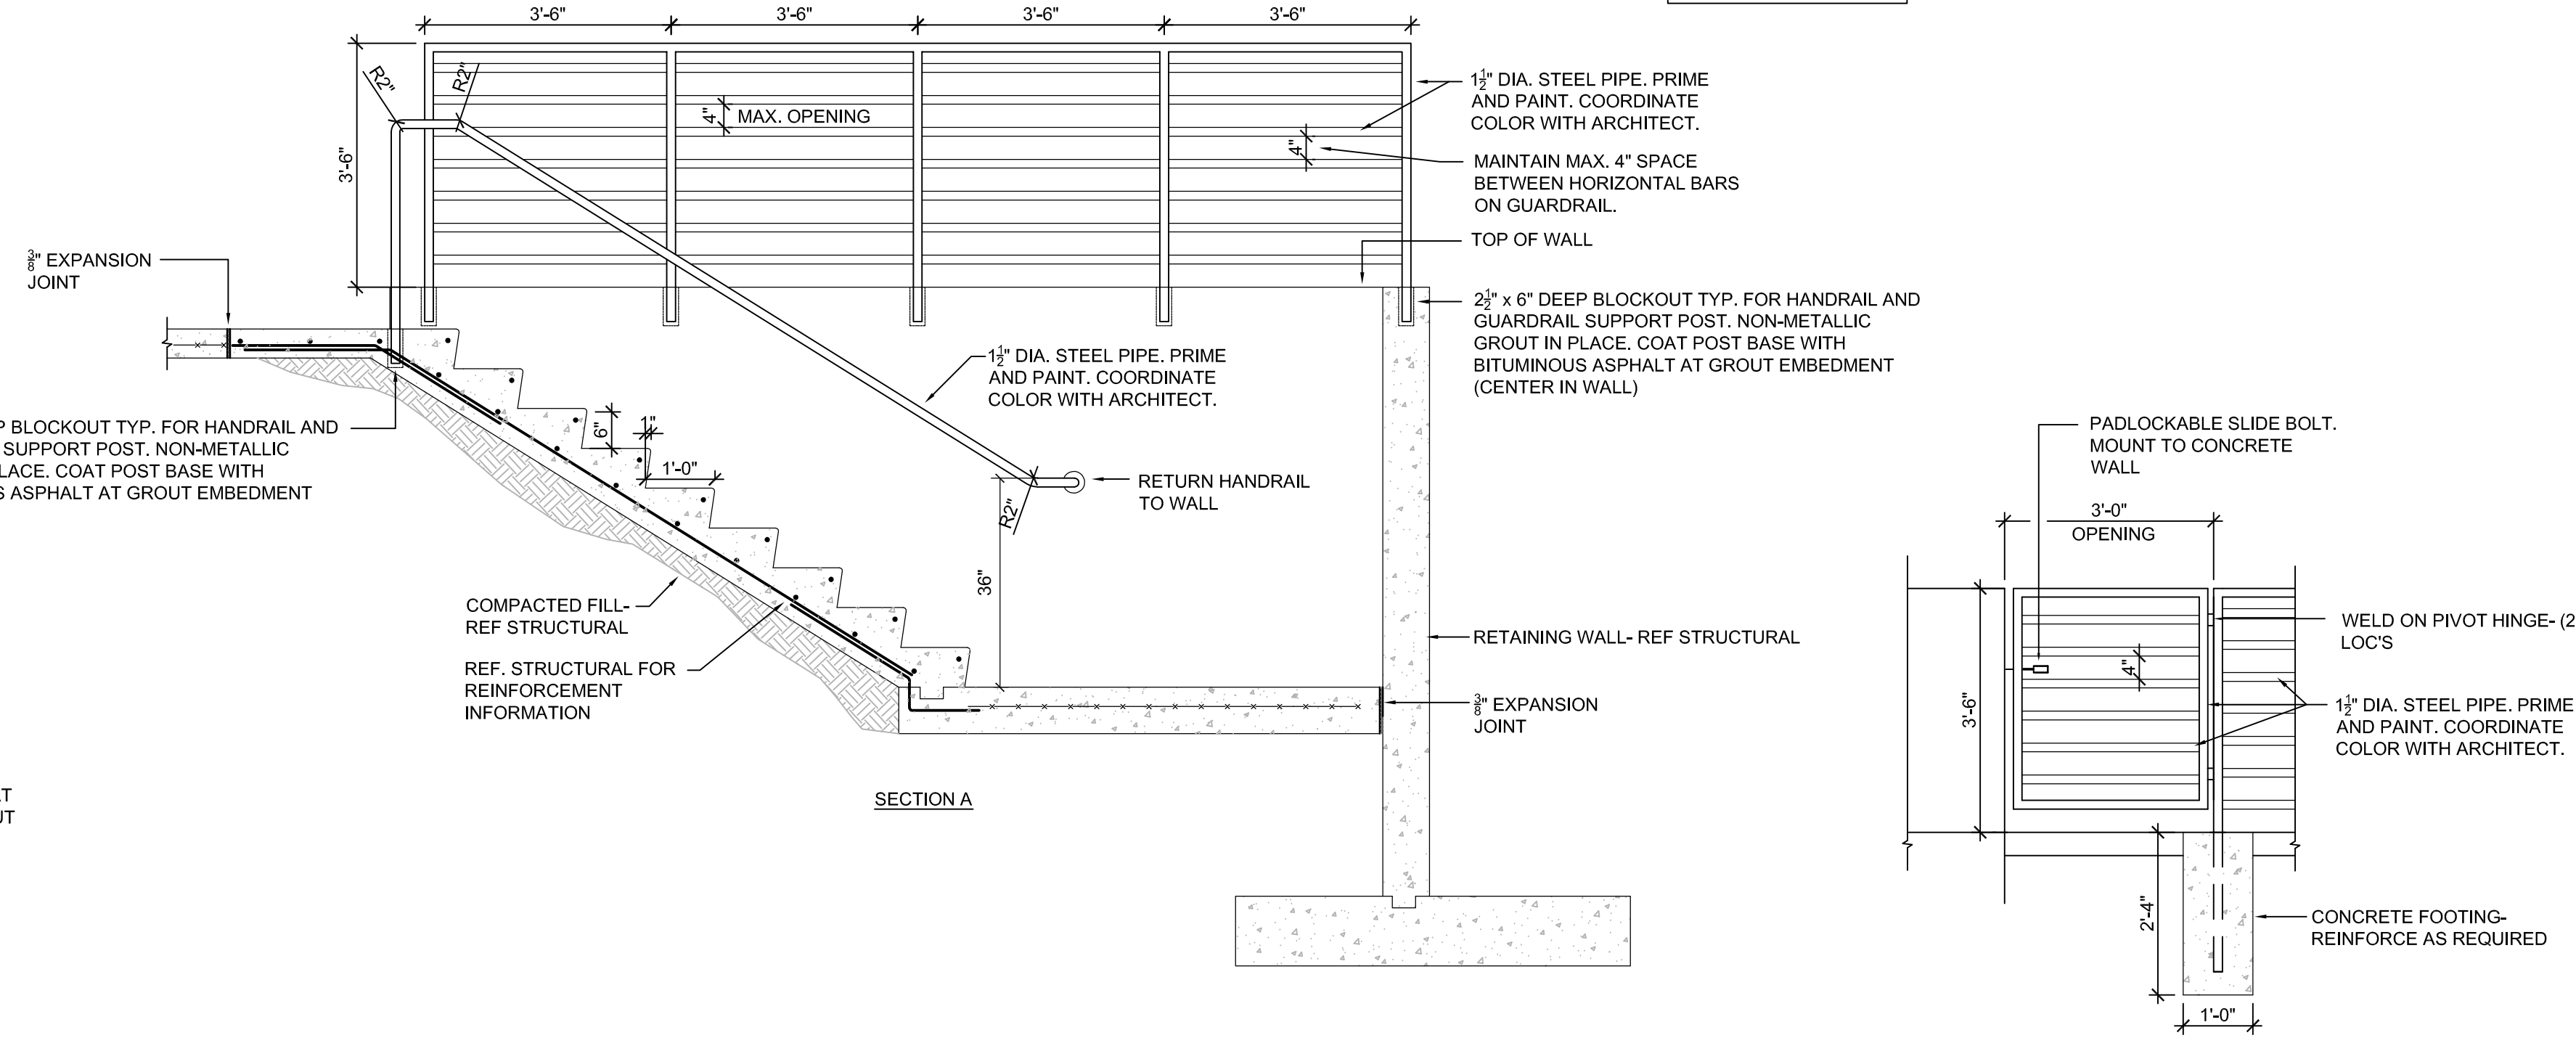 3'-6"
3'-6"
3'-6"
3'-6"
3'-6"
R2"
R2"
4"
MAX. OPENING
4"
1 1/2" DIA. STEEL PIPE. PRIME
AND PAINT. COORDINATE
COLOR WITH ARCHITECT.
MAINTAIN MAX. 4" SPACE
BETWEEN HORIZONTAL BARS
ON GUARDRAIL.
TOP OF WALL
3/8" EXPANSION
JOINT
2 1/2" x 6" DEEP BLOCKOUT TYP. FOR HANDRAIL AND
GUARDRAIL SUPPORT POST. NON-METALLIC
GROUT IN PLACE. COAT POST BASE WITH
BITUMINOUS ASPHALT AT GROUT EMBEDMENT
(CENTER IN WALL)
1 1/2" DIA. STEEL PIPE. PRIME
AND PAINT. COORDINATE
COLOR WITH ARCHITECT.
BLOCKOUT TYP. FOR HANDRAIL AND
SUPPORT POST. NON-METALLIC
COAT POST BASE WITH
ASPHALT AT GROUT EMBEDMENT
6"
1"
1'-0"
RETURN HANDRAIL
TO WALL
R2"
36"
COMPACTED FILL-
REF STRUCTURAL
REF. STRUCTURAL FOR
REINFORCEMENT
INFORMATION
RETAINING WALL- REF STRUCTURAL
3/8" EXPANSION
JOINT
SECTION A
PADLOCKABLE SLIDE BOLT.
MOUNT TO CONCRETE
WALL
3'-0"
OPENING
4"
3'-6"
WELD ON PIVOT HINGE- (2
LOC'S
1 1/2" DIA. STEEL PIPE. PRIME
AND PAINT. COORDINATE
COLOR WITH ARCHITECT.
2'-4"
CONCRETE FOOTING-
REINFORCE AS REQUIRED
1'-0"